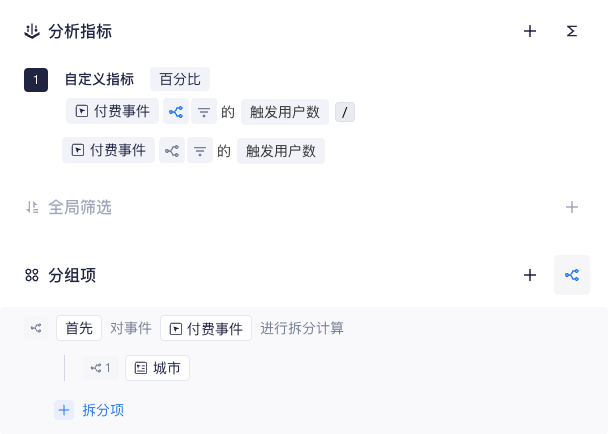 分析指标
1 自定义指标 百分比
付费事件 的 触发用户数 /
付费事件 的 触发用户数
全局筛选
分组项
首先 对事件 付费事件 进行拆分计算
1 城市
拆分项